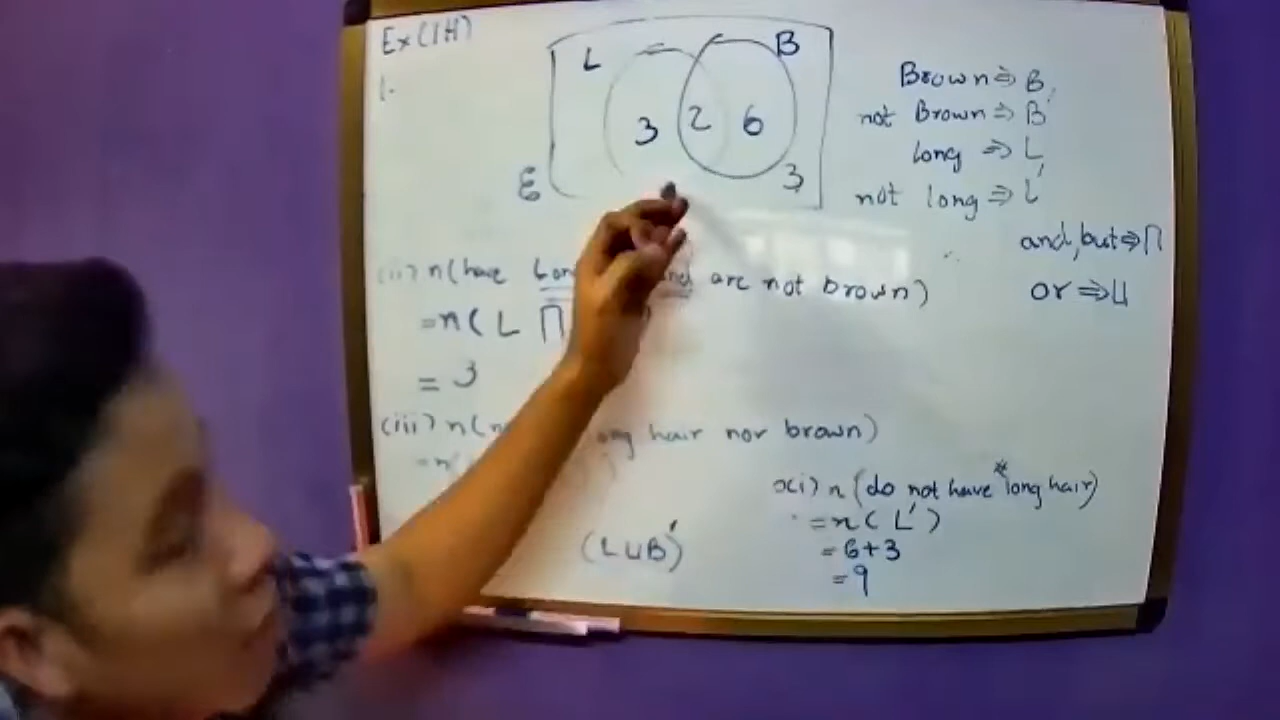 Ex(1H)
1.
L
B
3 2 6
3
ε
Brown ⇒ B
not Brown ⇒ B'
long ⇒ L
not long ⇒ L'
and, but ⇒ ∩
or ⇒ ∪
(ii) n(have are not brown)
= n( L ∩
= 3
(iii) n( hair nor brown)
= n(
(L∪B)'
xi) n (do not have * long hair)
= n( L' )
= 6+3
= 9